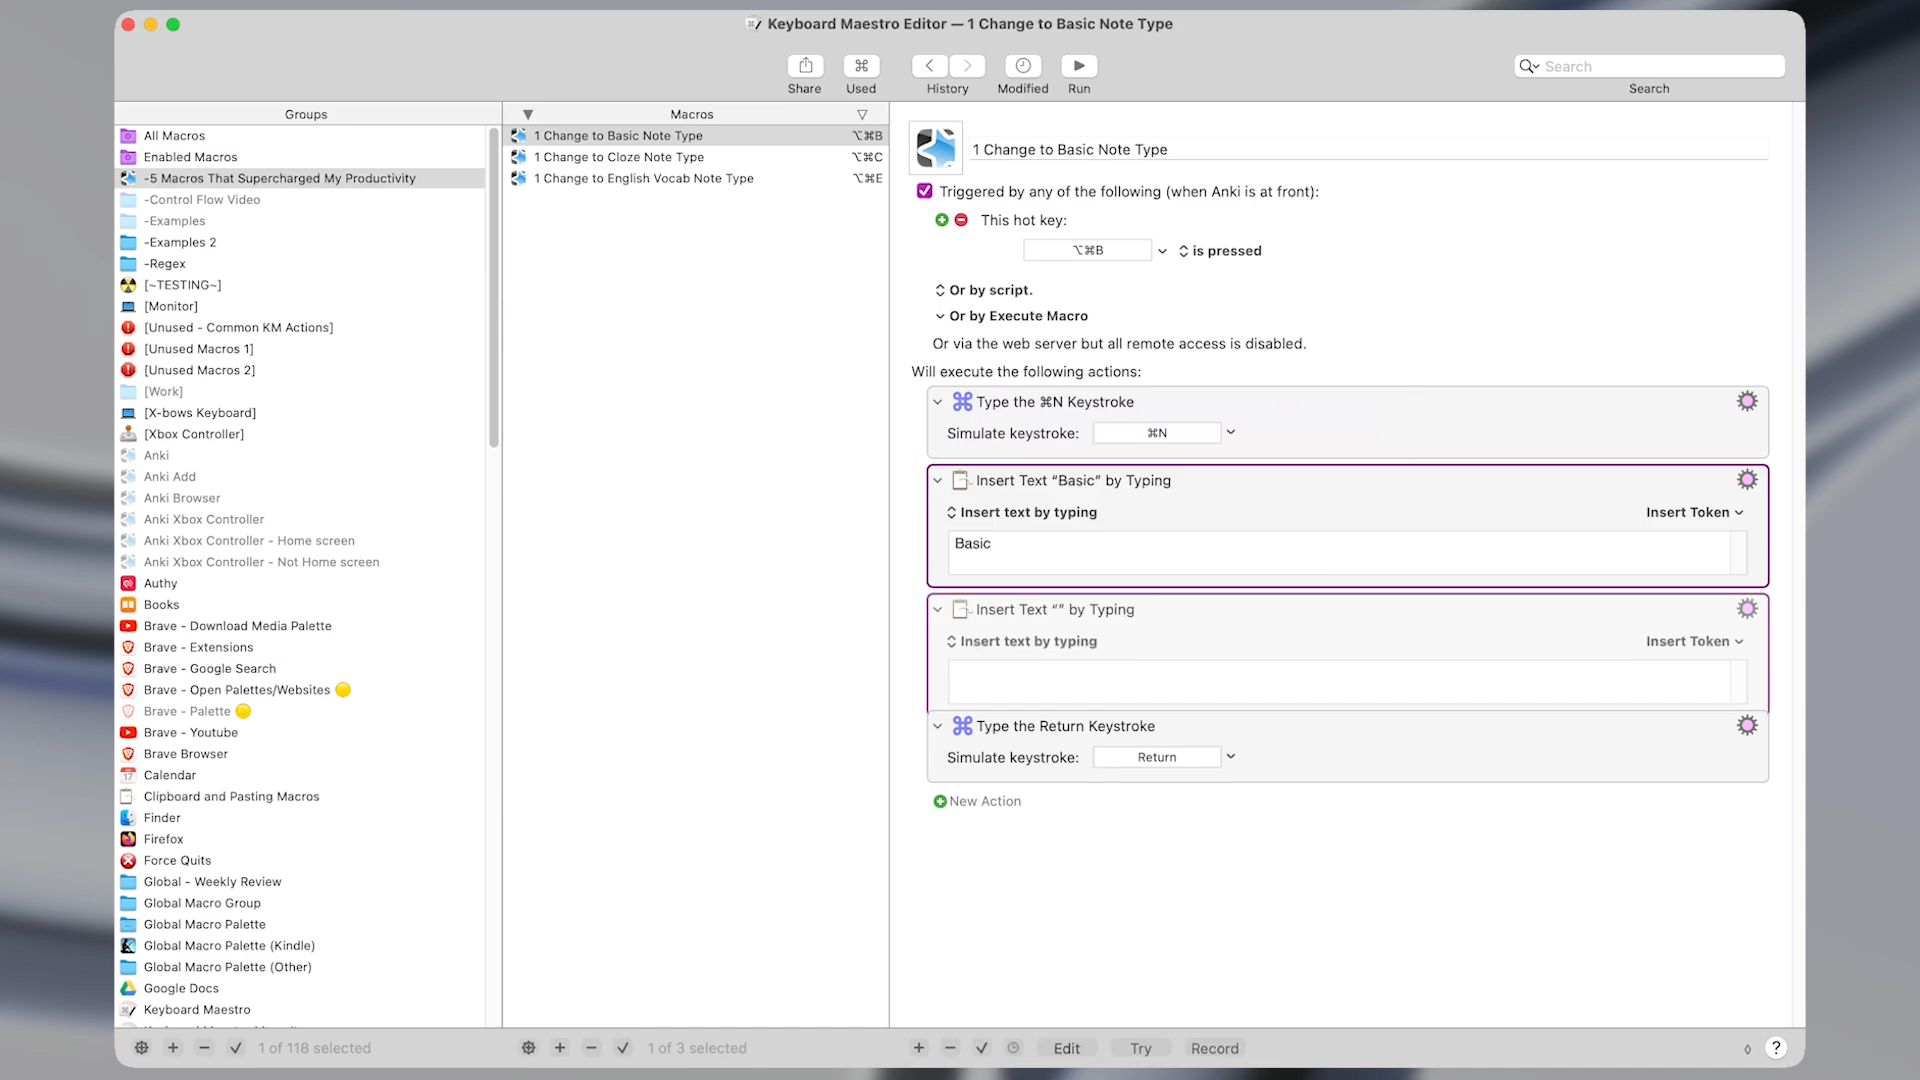 Keyboard Maestro Editor — 1 Change to Basic Note Type
Share
Used
History
Modified
Run
Search
Search
Groups
All Macros
Enabled Macros
-5 Macros That Supercharged My Productivity
-Control Flow Video
-Examples
-Examples 2
-Regex
[~TESTING~]
[Monitor]
[Unused - Common KM Actions]
[Unused Macros 1]
[Unused Macros 2]
[Work]
[X-bows Keyboard]
[Xbox Controller]
Anki
Anki Add
Anki Browser
Anki Xbox Controller
Anki Xbox Controller - Home screen
Anki Xbox Controller - Not Home screen
Authy
Books
Brave - Download Media Palette
Brave - Extensions
Brave - Google Search
Brave - Open Palettes/Websites
Brave - Palette
Brave - Youtube
Brave Browser
Calendar
Clipboard and Pasting Macros
Finder
Firefox
Force Quits
Global - Weekly Review
Global Macro Group
Global Macro Palette
Global Macro Palette (Kindle)
Global Macro Palette (Other)
Google Docs
Keyboard Maestro
1 of 118 selected
Macros
1 Change to Basic Note Type ⌥⌘B
1 Change to Cloze Note Type ⌥⌘C
1 Change to English Vocab Note Type ⌥⌘E
1 of 3 selected
1 Change to Basic Note Type
Triggered by any of the following (when Anki is at front):
This hot key:
⌥⌘B is pressed
Or by script.
Or by Execute Macro
Or via the web server but all remote access is disabled.
Will execute the following actions:
Type the ⌘N Keystroke
Simulate keystroke: ⌘N
Insert Text “Basic” by Typing
Insert text by typing Insert Token
Basic
Insert Text “” by Typing
Insert text by typing Insert Token
Type the Return Keystroke
Simulate keystroke: Return
New Action
Edit Try Record ?